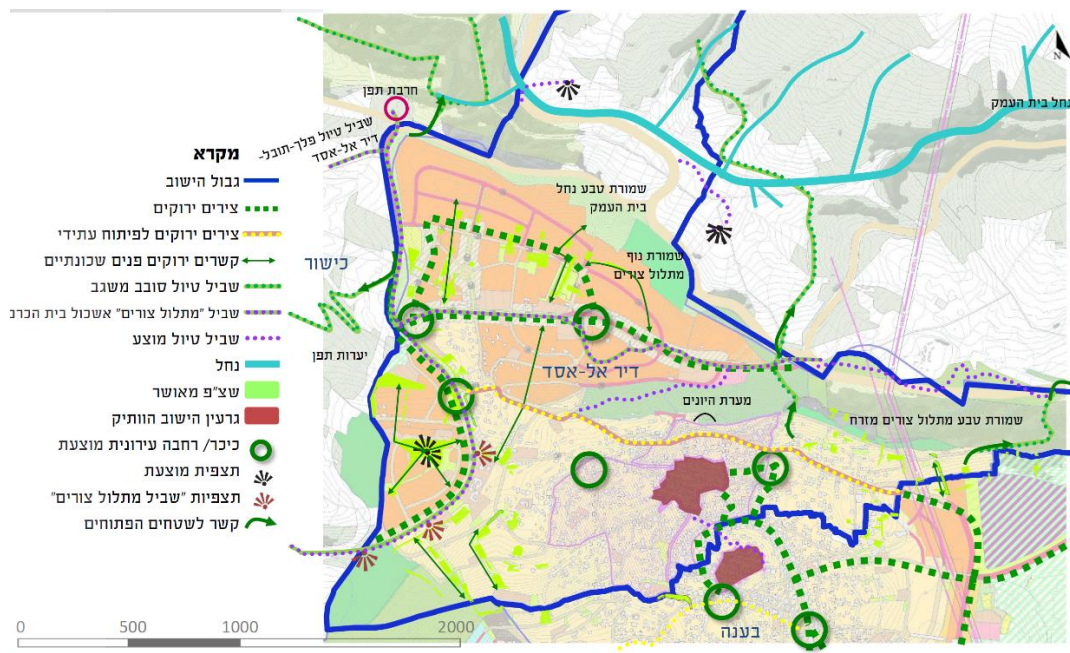 מקרא
גבול הישוב
צירים ירוקים
צירים ירוקים לפיתוח עתידי
קשרים ירוקים פנים שכונתיים
שביל טיול סובב משגב
שביל "מתלול צורים" אשכול בית הכרם
שביל טיול מוצע
נחל
שצ"פ מאושר
גרעין הישוב הוותיק
כיכר/ רחבה עירונית מוצעת
תצפית מוצעת
תצפיות "שביל מתלול צורים"
קשר לשטחים הפתוחים
0 500 1000 2000
חרבת תפן
שביל טיול פלך-תובל-
דיר אל-אסד
N
נחל בית העמק
שמורת טבע נחל
בית העמק
שמורת נוף
מתלול צורים
כישור
יערות תפן
דיר אל-אסד
מערת היונים
שמורת טבע מתלול צורים מזרח
בענה